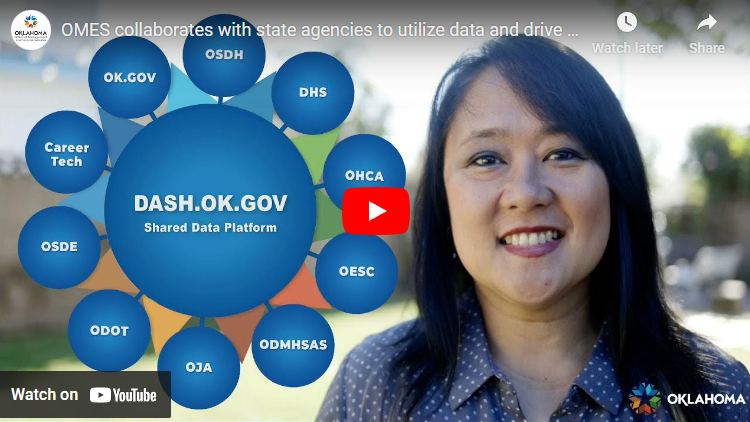 OKLAHOMA
OMES collaborates with state agencies to utilize data and drive ...
Watch later
Share
OSDH
OK.GOV
DHS
Career
Tech
OHCA
DASH.OK.GOV
Shared Data Platform
OSDE
OESC
ODOT
ODMHSAS
OJA
Watch on
YouTube
OKLAHOMA